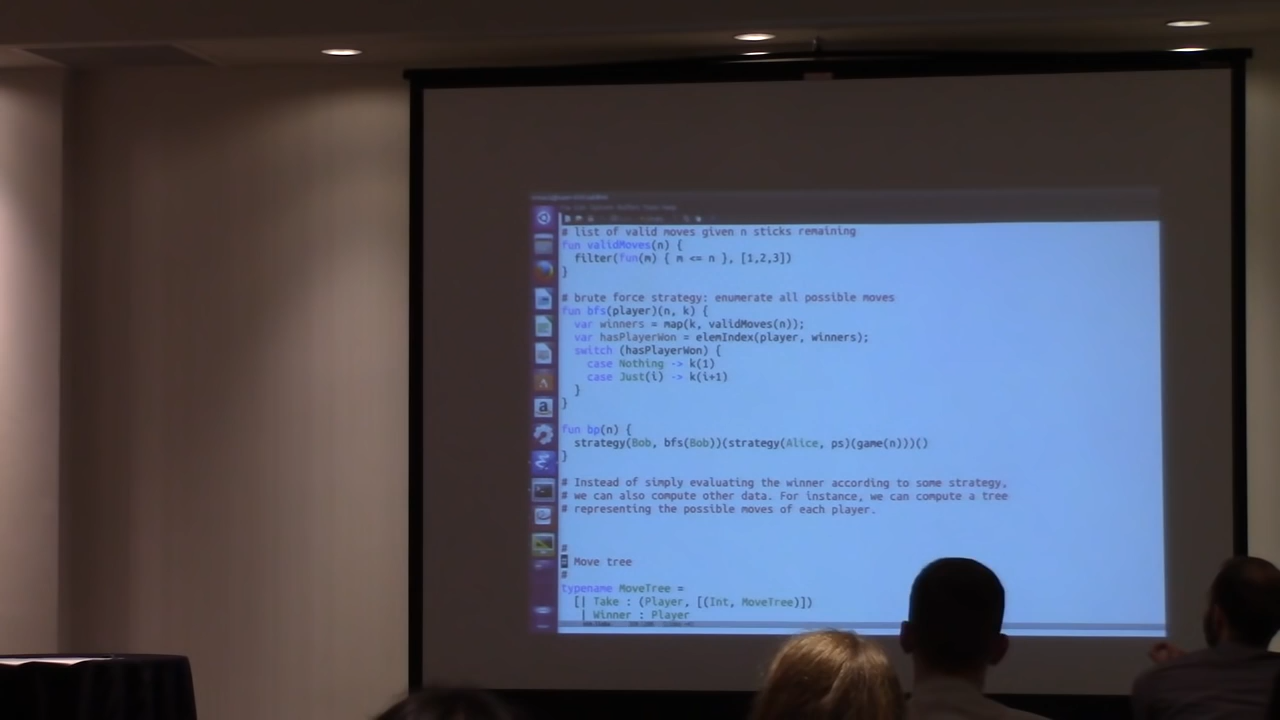 # list of valid moves given n sticks remaining
fun validMoves(n) {
filter(fun(m) { m <= n }, [1,2,3])
}
# brute force strategy: enumerate all possible moves
fun bfs(player)(n, k) {
var winners = map(k, validMoves(n));
var hasPlayerWon = elemIndex(player, winners);
switch (hasPlayerWon) {
case Nothing -> k(1)
case Just(i) -> k(i+1)
}
}
fun bp(n) {
strategy(Bob, bfs(Bob))(strategy(Alice, ps)(game(n)))()
}
# Instead of simply evaluating the winner according to some strategy,
# we can also compute other data. For instance, we can compute a tree
# representing the possible moves of each player.
#
# Move tree
#
typename MoveTree =
[| Take : (Player, [(Int, MoveTree)])
| Winner : Player